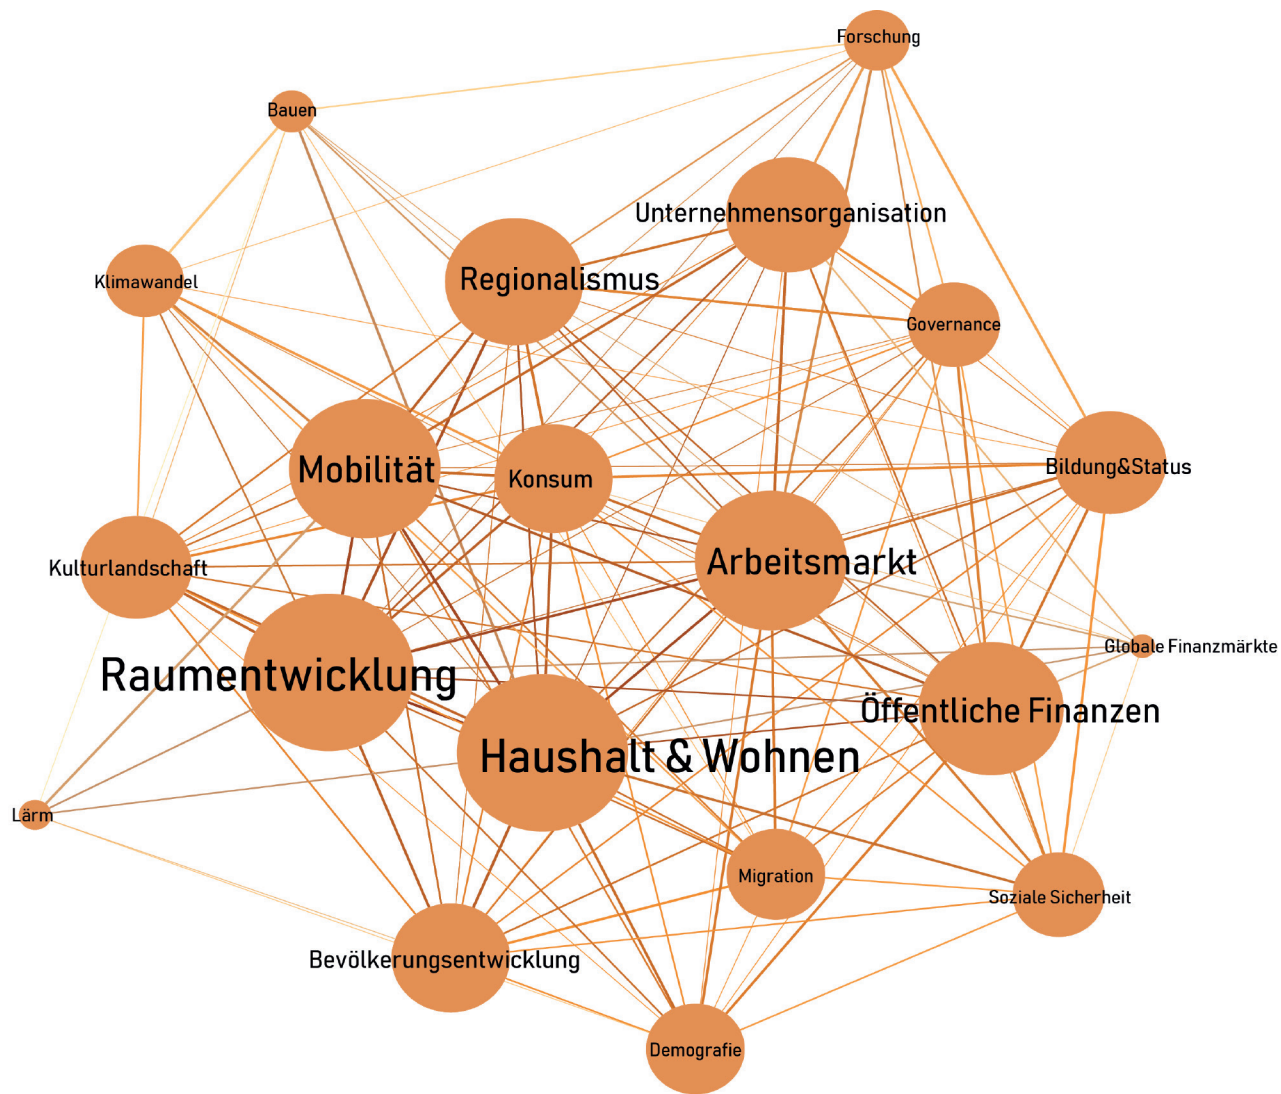 Forschung
Bauen
Unternehmensorganisation
Regionalismus
Klimawandel
Governance
Mobilität
Konsum
Bildung&Status
Kulturlandschaft
Arbeitsmarkt
Globale Finanzmärkte
Raumentwicklung
Öffentliche Finanzen
Haushalt & Wohnen
Lärm
Migration
Soziale Sicherheit
Bevölkerungsentwicklung
Demografie